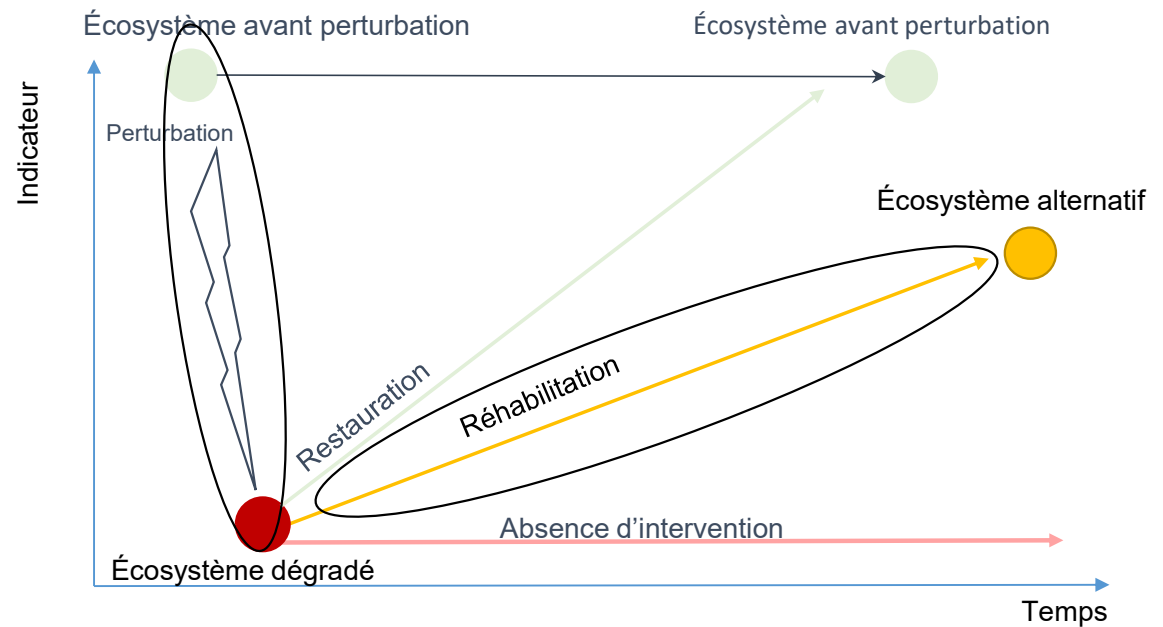 Écosystème avant perturbation
Écosystème avant perturbation
Indicateur
Perturbation
Écosystème alternatif
Restauration
Réhabilitation
Absence d’intervention
Écosystème dégradé
Temps